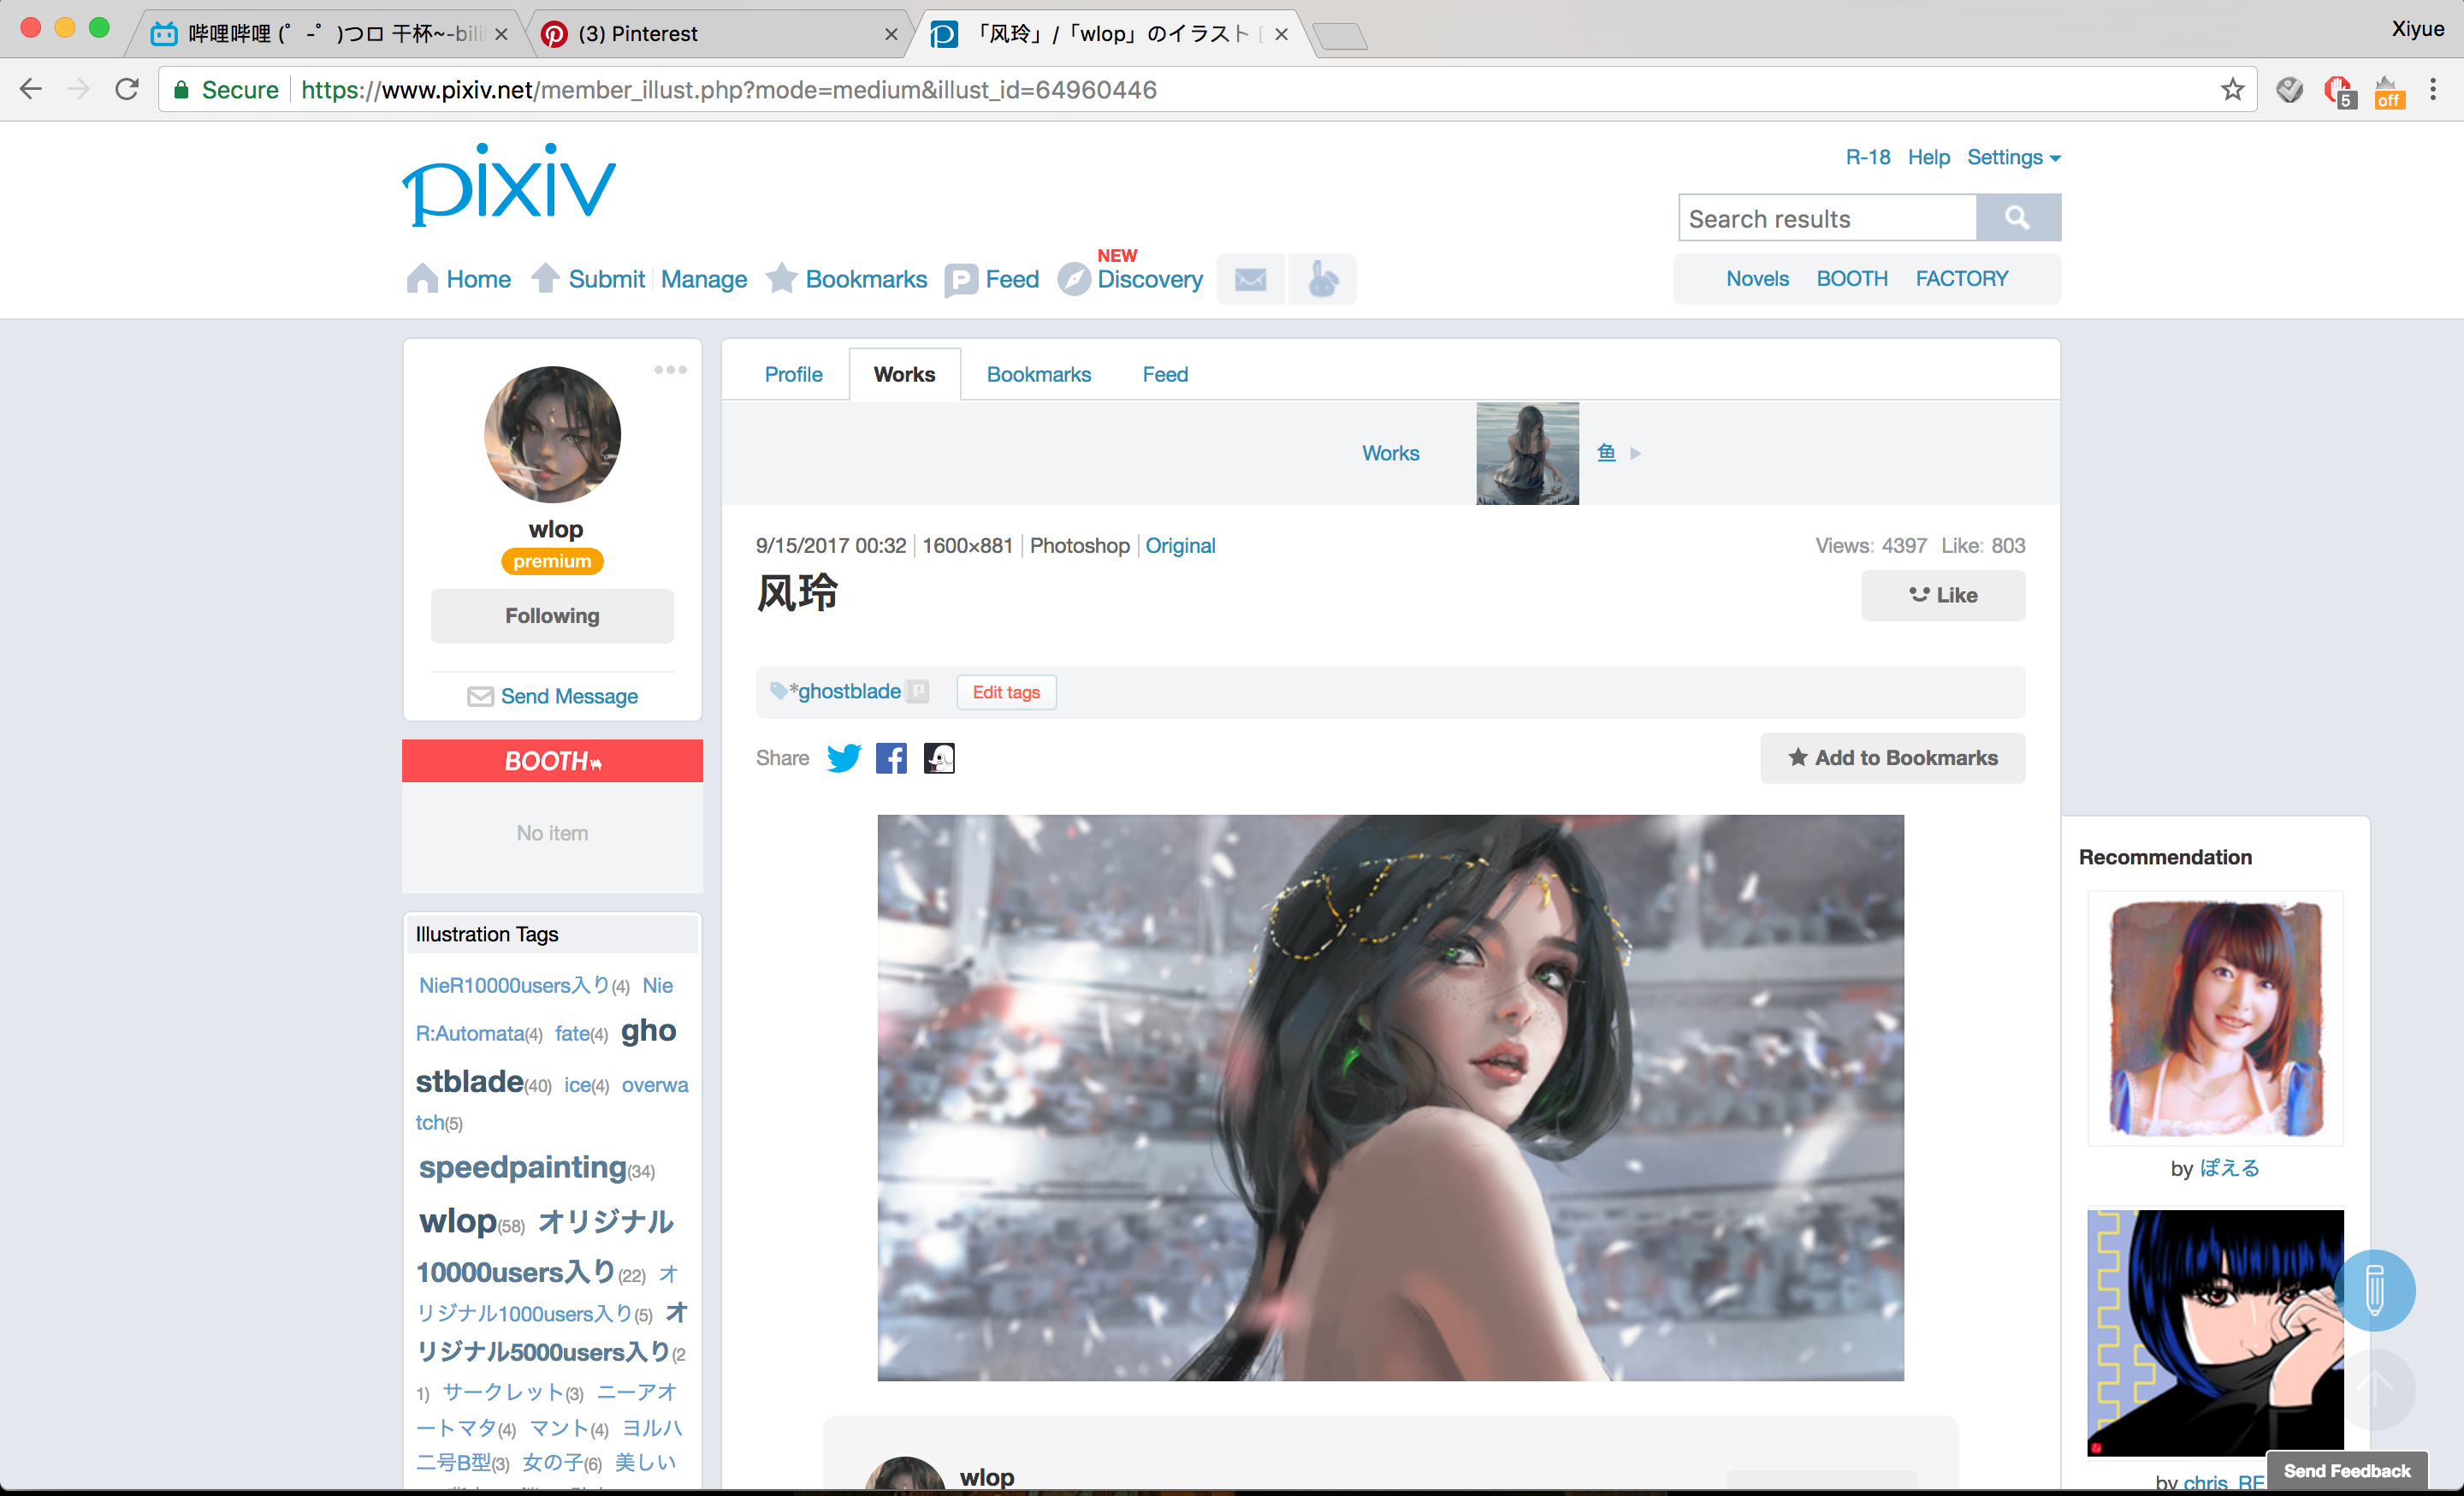 哔哩哔哩 (゜-゜)つロ 干杯~-bili
(3) Pinterest
「风玲」/「wlop」のイラスト [
Xiyue
Secure
https://www.pixiv.net/member_illust.php?mode=medium&illust_id=64960446
5
off
pixiv
R-18 Help Settings
Search results
NEW
Home Submit Manage Bookmarks Feed Discovery
Novels BOOTH FACTORY
Profile Works Bookmarks Feed
Works 鱼
wlop
premium
Following
Send Message
BOOTH
No item
9/15/2017 00:32 1600×881 Photoshop Original
Views: 4397 Like: 803
风玲
Like
*ghostblade
Edit tags
Share
Add to Bookmarks
Illustration Tags
NieR10000users入り(4) Nie
R:Automata(4) fate(4) gho
stblade(40) ice(4) overwa
tch(5)
speedpainting(34)
wlop(58) オリジナル
10000users入り(22) オ
リジナル1000users入り(5) オ
リジナル5000users入り(2
1) サークレット(3) ニーアオ
ートマタ(4) マント(4) ヨルハ
二号B型(3) 女の子(6) 美しい
wlop
Recommendation
by ぽえる
by chris_RE
Send Feedback